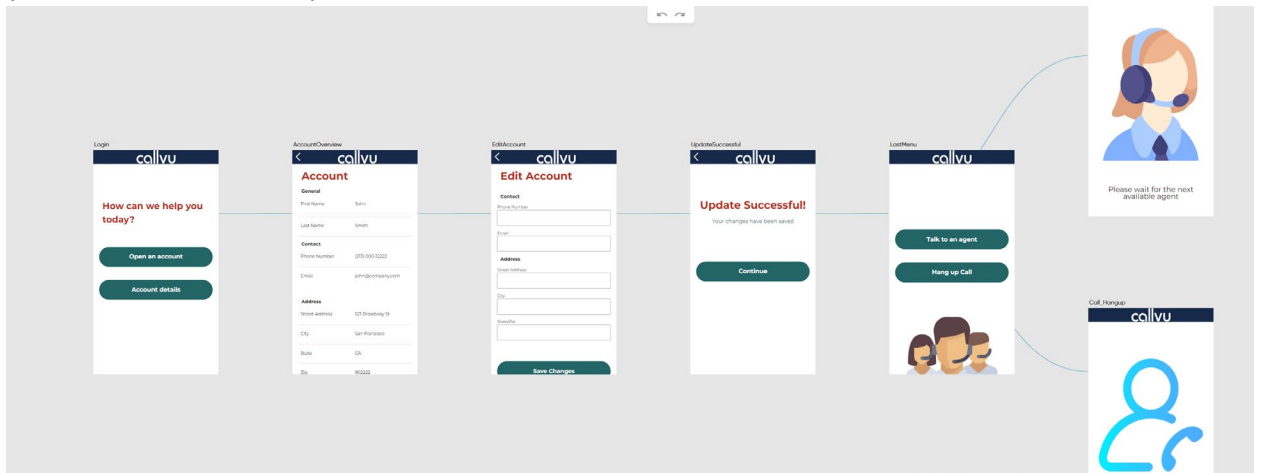 Login
callvu
How can we help you
today?
Open an account
Account details
AccountOverview
callvu
Account
General
First Name John
Last Name Smith
Contact
Phone Number
Email john@company.com
Address
Street Address 123 Broadway St
City San Francisco
State CA
Zip 902222
EditAccount
callvu
Edit Account
Contact
Phone Number
Email
Address
Street Address
City
State/Zip
Save Changes
UpdateSuccessful
callvu
Update Successful!
Your changes have been saved
Continue
LastMenu
callvu
Talk to an agent
Hang up Call
Please wait for the next
available agent
Call_Hangup
callvu